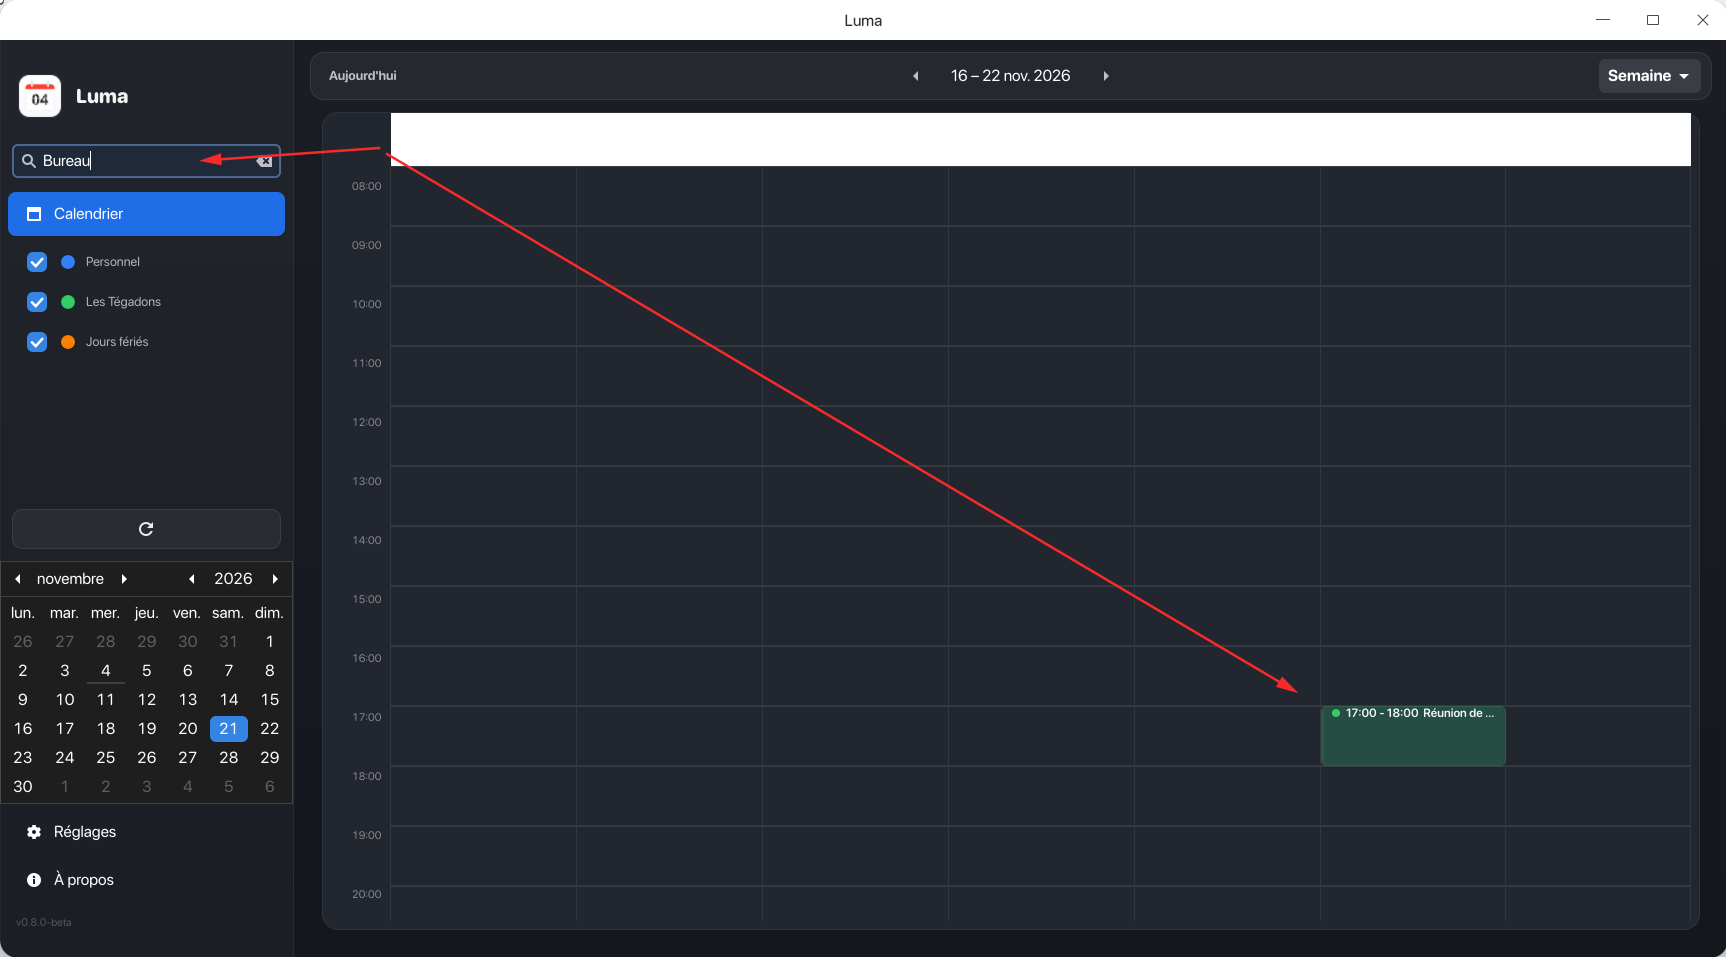 Luma
04
Luma
Bureau
Calendrier
Personnel
Les Tégadons
Jours fériés
novembre 2026
lun. mar. mer. jeu. ven. sam. dim.
26 27 28 29 30 31 1
2 3 4 5 6 7 8
9 10 11 12 13 14 15
16 17 18 19 20 21 22
23 24 25 26 27 28 29
30 1 2 3 4 5 6
Réglages
À propos
v0.8.0-beta
Aujourd'hui
16 – 22 nov. 2026
Semaine
08:00
09:00
10:00
11:00
12:00
13:00
14:00
15:00
16:00
17:00
17:00 - 18:00 Réunion de ...
18:00
19:00
20:00